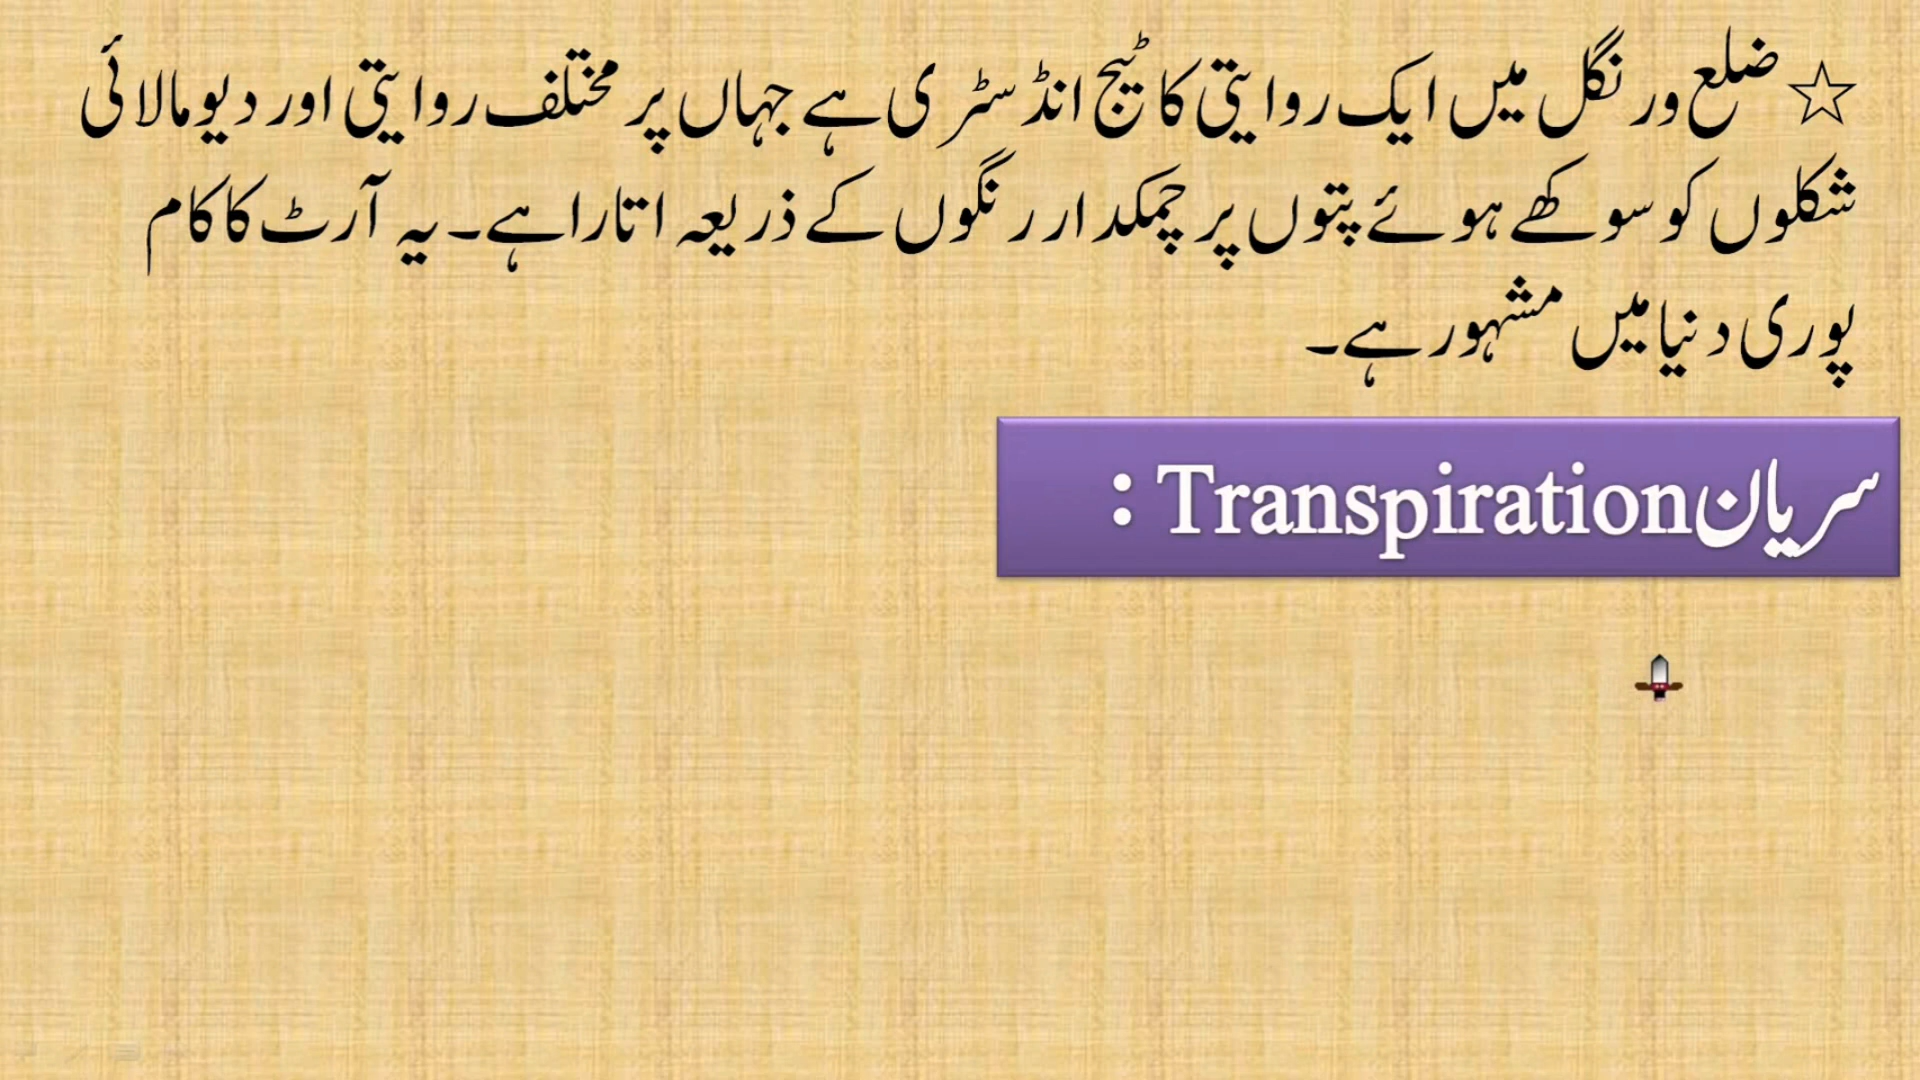 ☆ضلع ورنگل میں ایک روایتی کاٹیج انڈسٹری ہے جہاں پر مختلف روایتی اور دیومالائی
شکلوں کو سوکھے ہوئے پتوں پر چمکدار رنگوں کے ذریعہ اتارا ہے۔ یہ آرٹ کا کام
پوری دنیا میں مشہور ہے۔
سریان Transpiration :